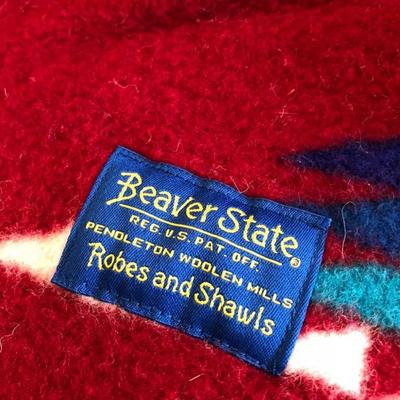 Beaver State®
REG. U.S. PAT. OFF.
PENDLETON WOOLEN MILLS
Robes and Shawls